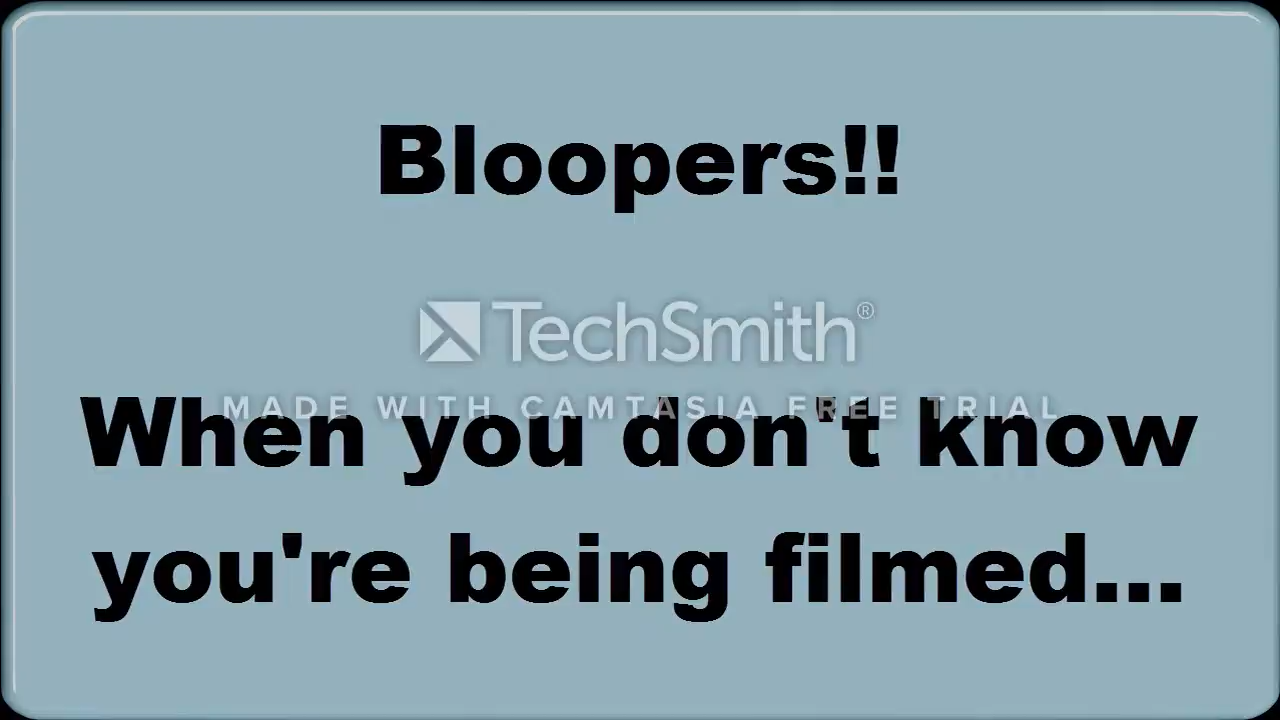 Bloopers!!
TechSmith®
MADE WITH CAMTASIA FREE TRIAL
When you don't know
you're being filmed...